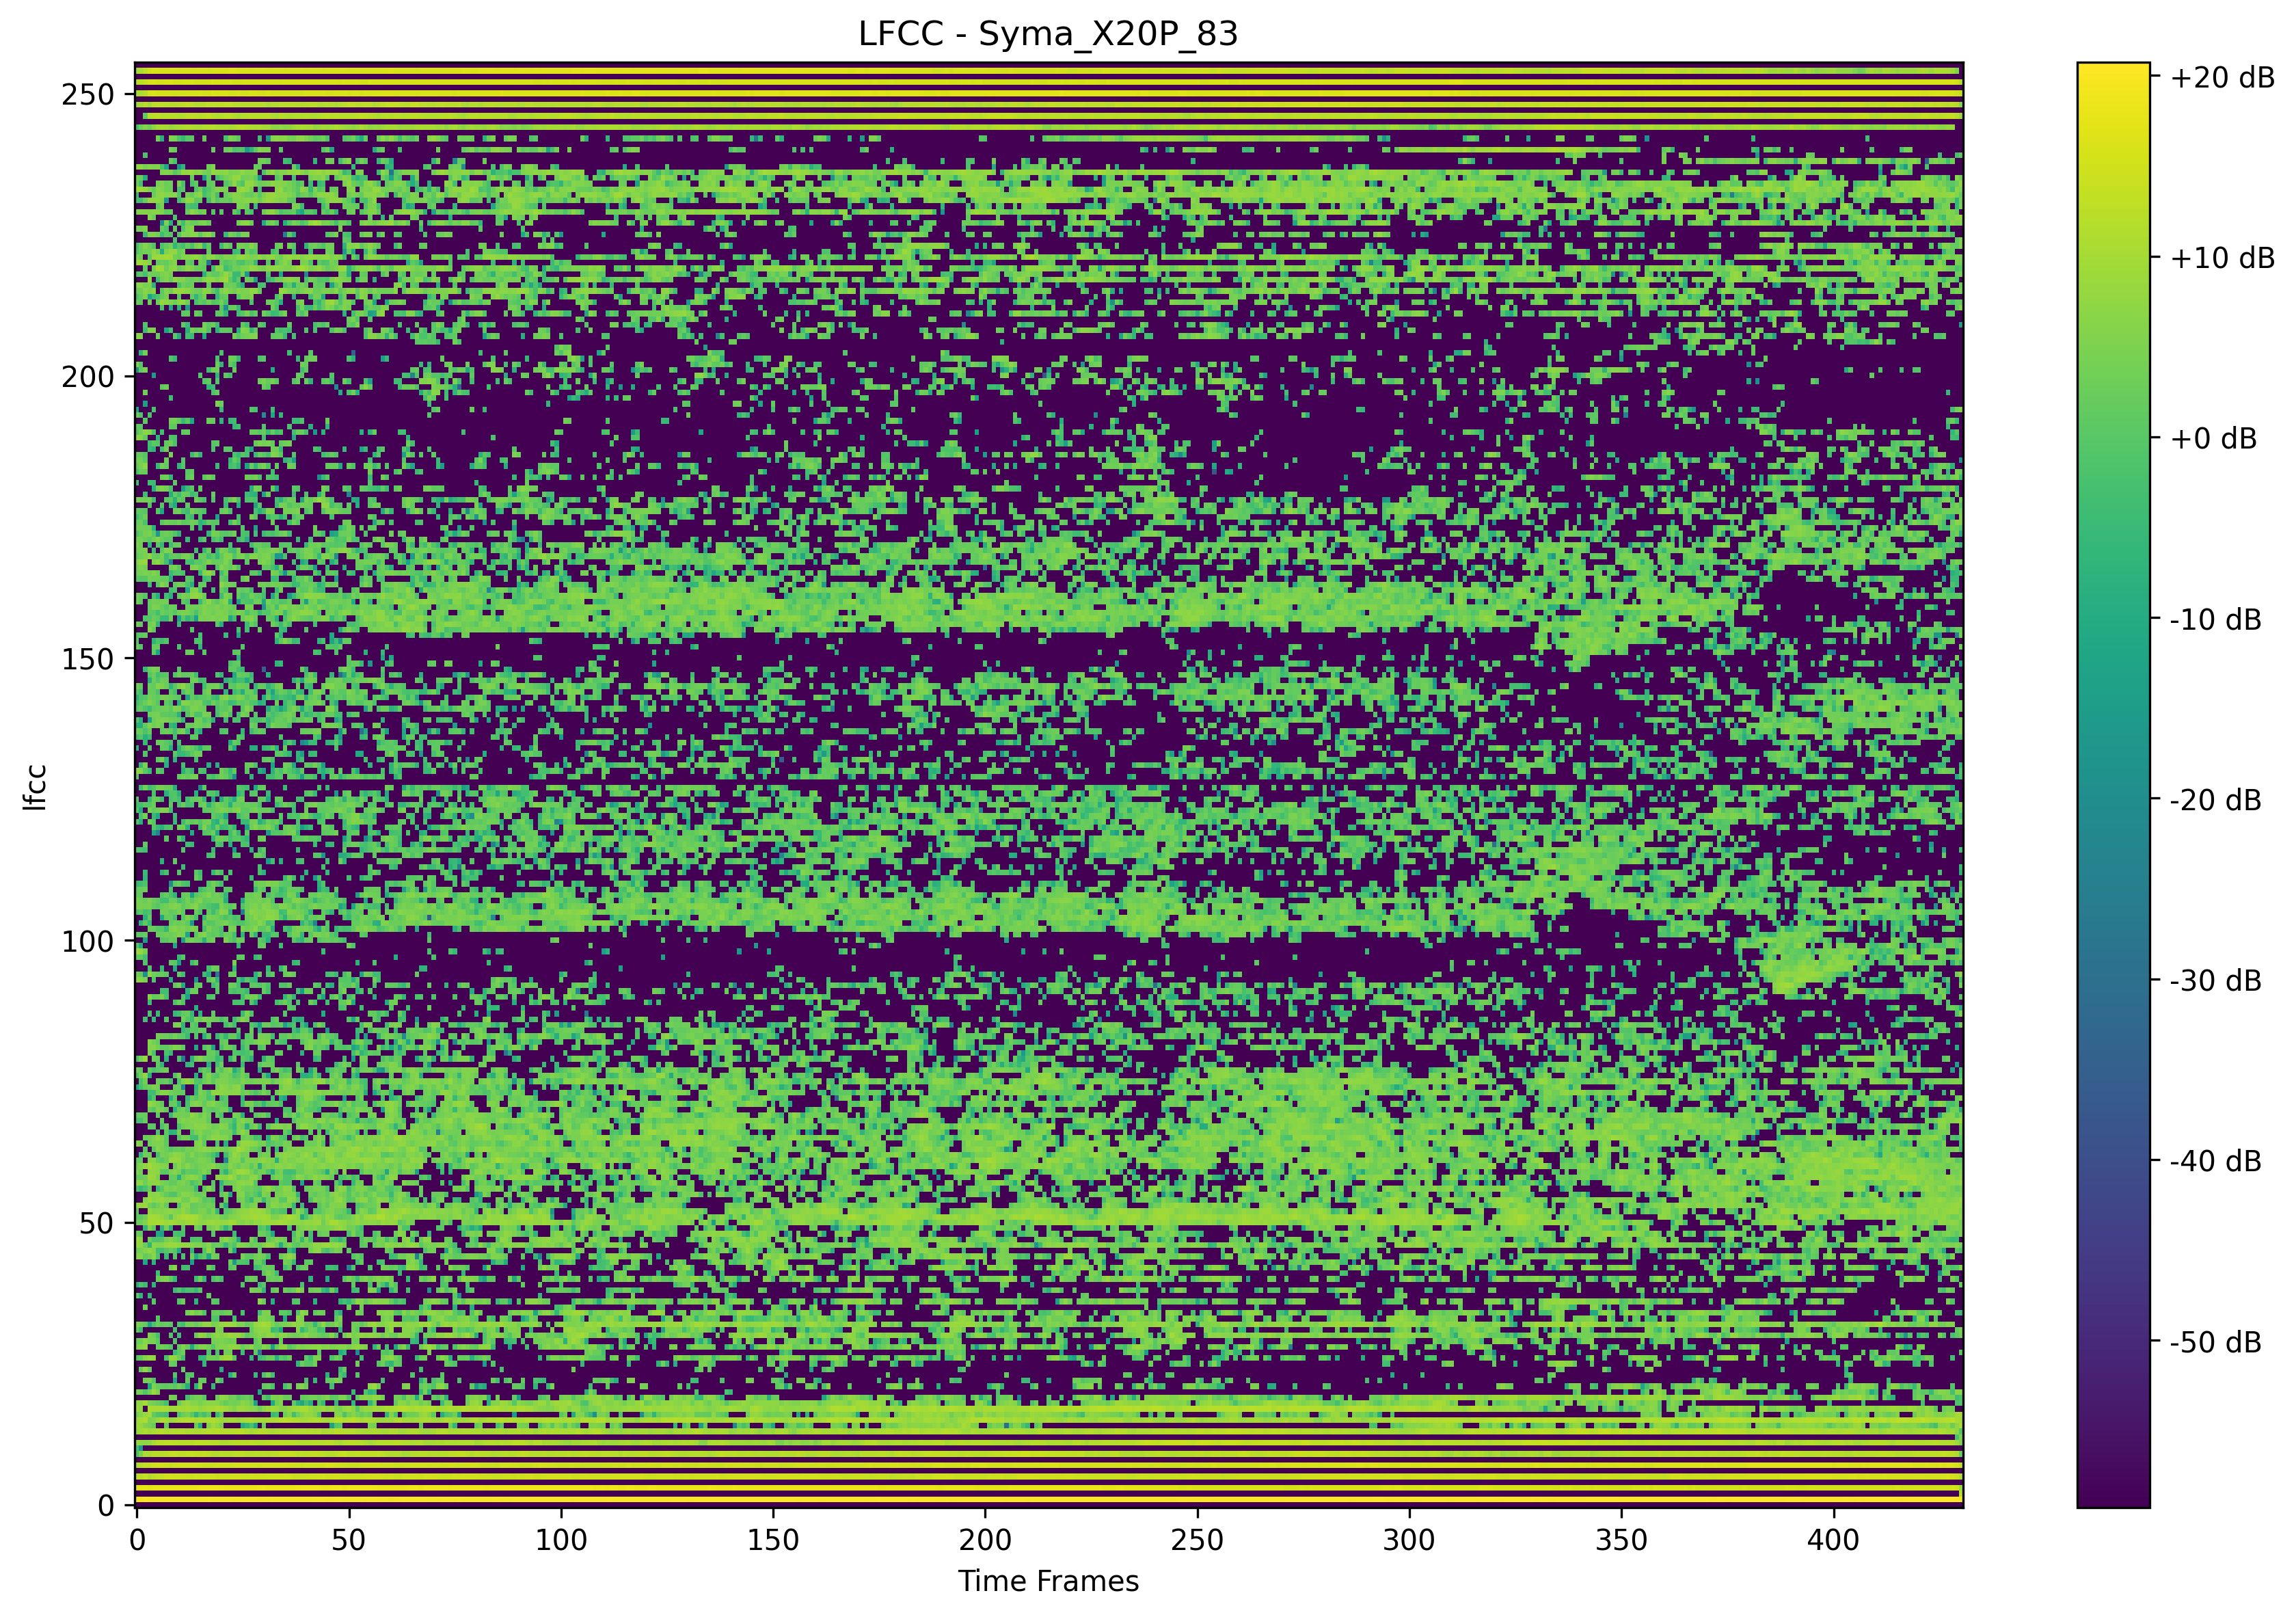 LFCC - Syma_X20P_83
250
200
150
100
50
0
lfcc
0 50 100 150 200 250 300 350 400
Time Frames
+20 dB
+10 dB
+0 dB
-10 dB
-20 dB
-30 dB
-40 dB
-50 dB